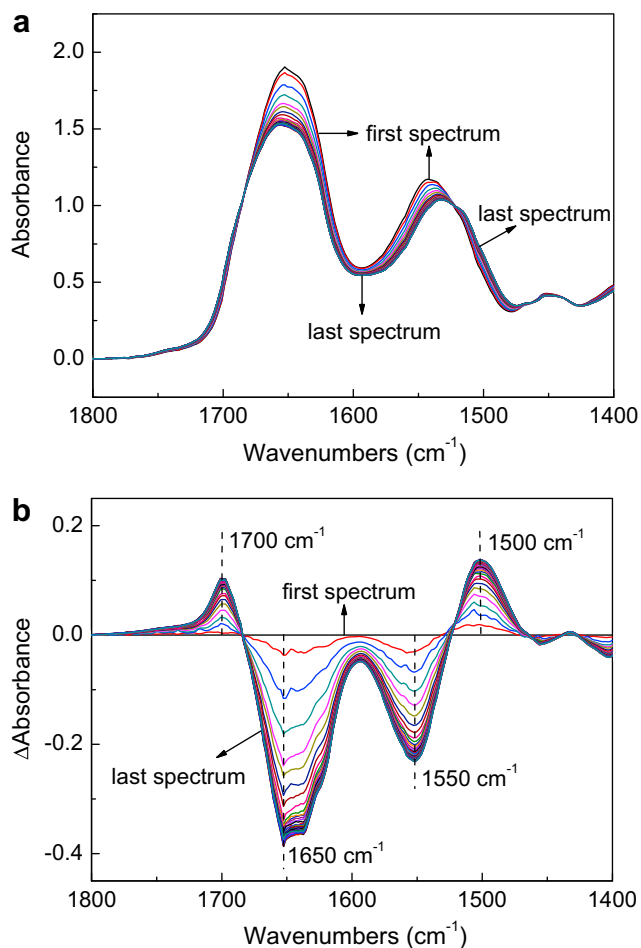 a
2.0
1.5
1.0
0.5
0.0
Absorbance
first spectrum
last spectrum
last spectrum
1800 1700 1600 1500 1400
Wavenumbers (cm⁻¹)
b
0.2
0.0
-0.2
-0.4
ΔAbsorbance
1700 cm⁻¹
1500 cm⁻¹
first spectrum
last spectrum
1550 cm⁻¹
1650 cm⁻¹
1800 1700 1600 1500 1400
Wavenumbers (cm⁻¹)